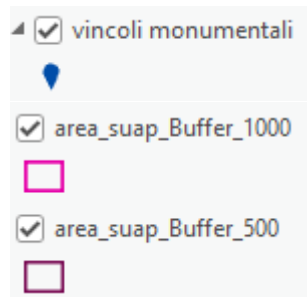 vincoli monumentali
area_suap_Buffer_1000
area_suap_Buffer_500